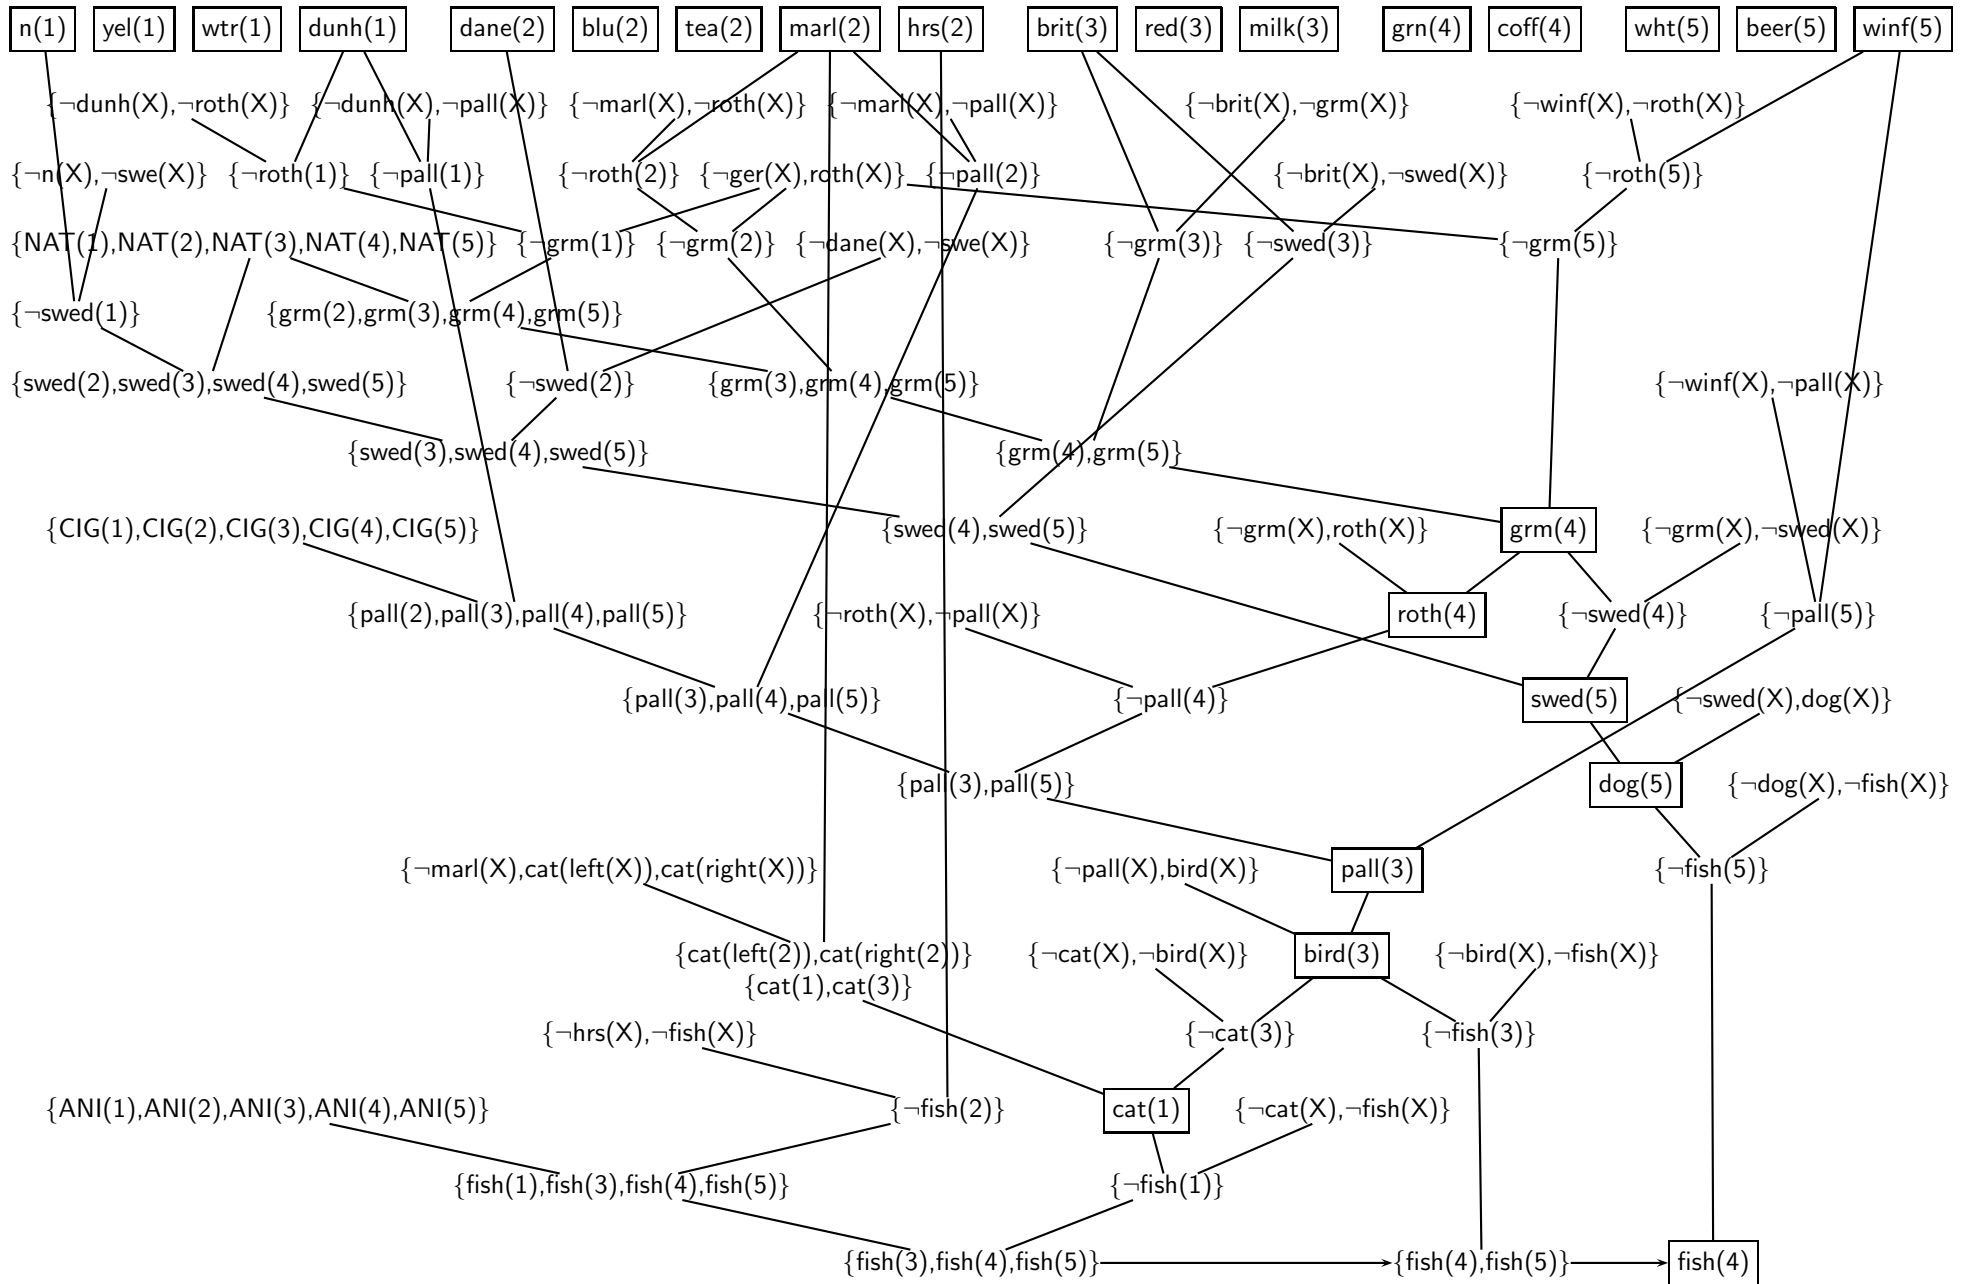 n(1) yel(1) wtr(1) dunh(1) dane(2) blu(2) tea(2) marl(2) hrs(2) brit(3) red(3) milk(3) grn(4) coff(4) wht(5) beer(5) winf(5)
{¬dunh(X),¬roth(X)} {¬dunh(X),¬pall(X)} {¬marl(X),¬roth(X)} {¬marl(X),¬pall(X)} {¬brit(X),¬grm(X)} {¬winf(X),¬roth(X)}
{¬n(X),¬swe(X)} {¬roth(1)} {¬pall(1)} {¬roth(2)} {¬ger(X),roth(X)} {¬pall(2)} {¬brit(X),¬swed(X)} {¬roth(5)}
{NAT(1),NAT(2),NAT(3),NAT(4),NAT(5)} {¬grm(1)} {¬grm(2)} {¬dane(X),¬swe(X)} {¬grm(3)} {¬swed(3)} {¬grm(5)}
{¬swed(1)} {grm(2),grm(3),grm(4),grm(5)}
{swed(2),swed(3),swed(4),swed(5)} {¬swed(2)} {grm(3),grm(4),grm(5)} {¬winf(X),¬pall(X)}
{swed(3),swed(4),swed(5)} {grm(4),grm(5)}
{CIG(1),CIG(2),CIG(3),CIG(4),CIG(5)} {swed(4),swed(5)} {¬grm(X),roth(X)} grm(4) {¬grm(X),¬swed(X)}
{pall(2),pall(3),pall(4),pall(5)} {¬roth(X),¬pall(X)} roth(4) {¬swed(4)} {¬pall(5)}
{pall(3),pall(4),pall(5)} {¬pall(4)} swed(5) {¬swed(X),dog(X)}
{pall(3),pall(5)} dog(5) {¬dog(X),¬fish(X)}
{¬marl(X),cat(left(X)),cat(right(X))} {¬pall(X),bird(X)} pall(3) {¬fish(5)}
{cat(left(2)),cat(right(2))} {¬cat(X),¬bird(X)} bird(3) {¬bird(X),¬fish(X)}
{cat(1),cat(3)}
{¬hrs(X),¬fish(X)} {¬cat(3)} {¬fish(3)}
{ANI(1),ANI(2),ANI(3),ANI(4),ANI(5)} {¬fish(2)} cat(1) {¬cat(X),¬fish(X)}
{fish(1),fish(3),fish(4),fish(5)} {¬fish(1)}
{fish(3),fish(4),fish(5)} {fish(4),fish(5)} fish(4)